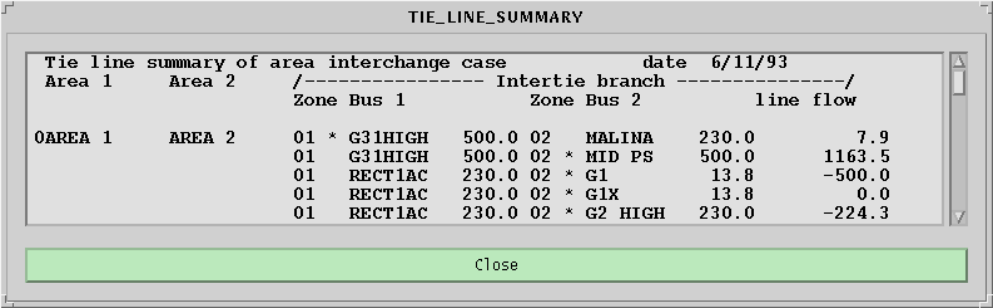 TIE_LINE_SUMMARY
Tie line summary of area interchange case date 6/11/93
Area 1 Area 2 /---------------- Intertie branch ---------------/
Zone Bus 1 Zone Bus 2 line flow
0AREA 1 AREA 2 01 * G31HIGH 500.0 02 MALINA 230.0 7.9
01 G31HIGH 500.0 02 * MID PS 500.0 1163.5
01 RECT1AC 230.0 02 * G1 13.8 -500.0
01 RECT1AC 230.0 02 * G1X 13.8 0.0
01 RECT1AC 230.0 02 * G2 HIGH 230.0 -224.3
Close